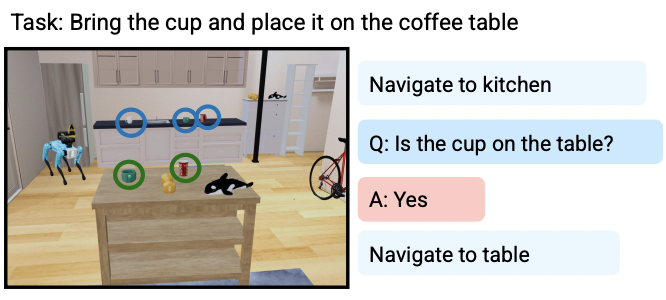 Task: Bring the cup and place it on the coffee table
Navigate to kitchen
Q: Is the cup on the table?
A: Yes
Navigate to table